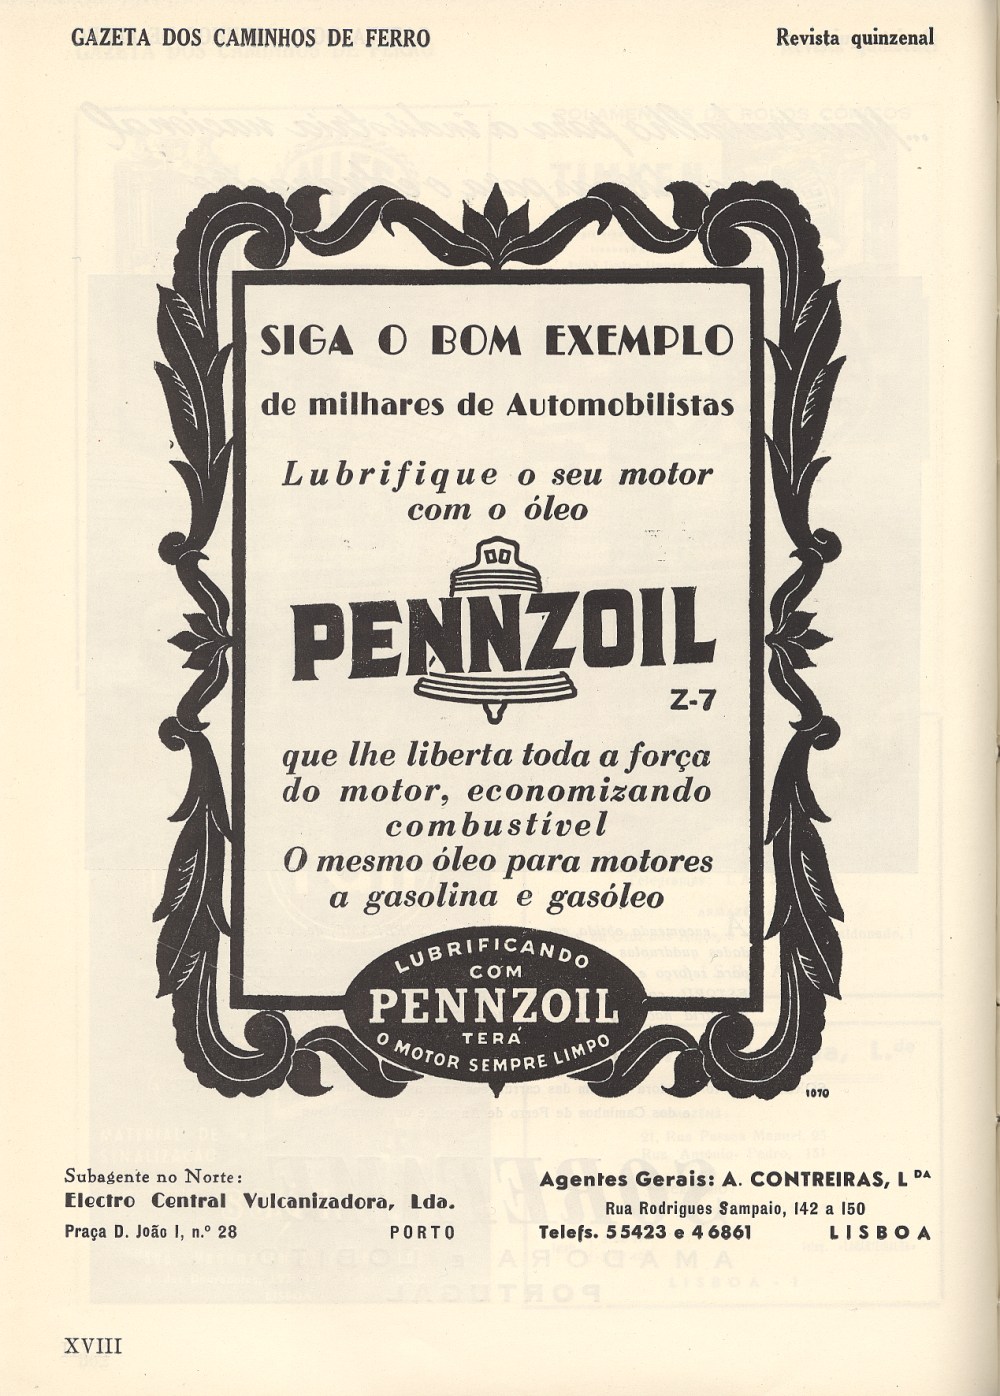 GAZETA DOS CAMINHOS DE FERRO
Revista quinzenal
SIGA O BOM EXEMPLO
de milhares de Automobilistas
Lubrifique o seu motor
com o óleo
PENNZOIL
Z-7
que lhe liberta toda a força
do motor, economizando
combustível
O mesmo óleo para motores
a gasolina e gasóleo
LUBRIFICANDO
COM
PENNZOIL
TERÁ
O MOTOR SEMPRE LIMPO
1070
Subagente no Norte:
Electro Central Vulcanizadora, Lda.
Praça D. João I, n.º 28 PORTO
Agentes Gerais: A. CONTREIRAS, LDA
Rua Rodrigues Sampaio, 142 a 150
Telefs. 55423 e 46861 LISBOA
XVIII